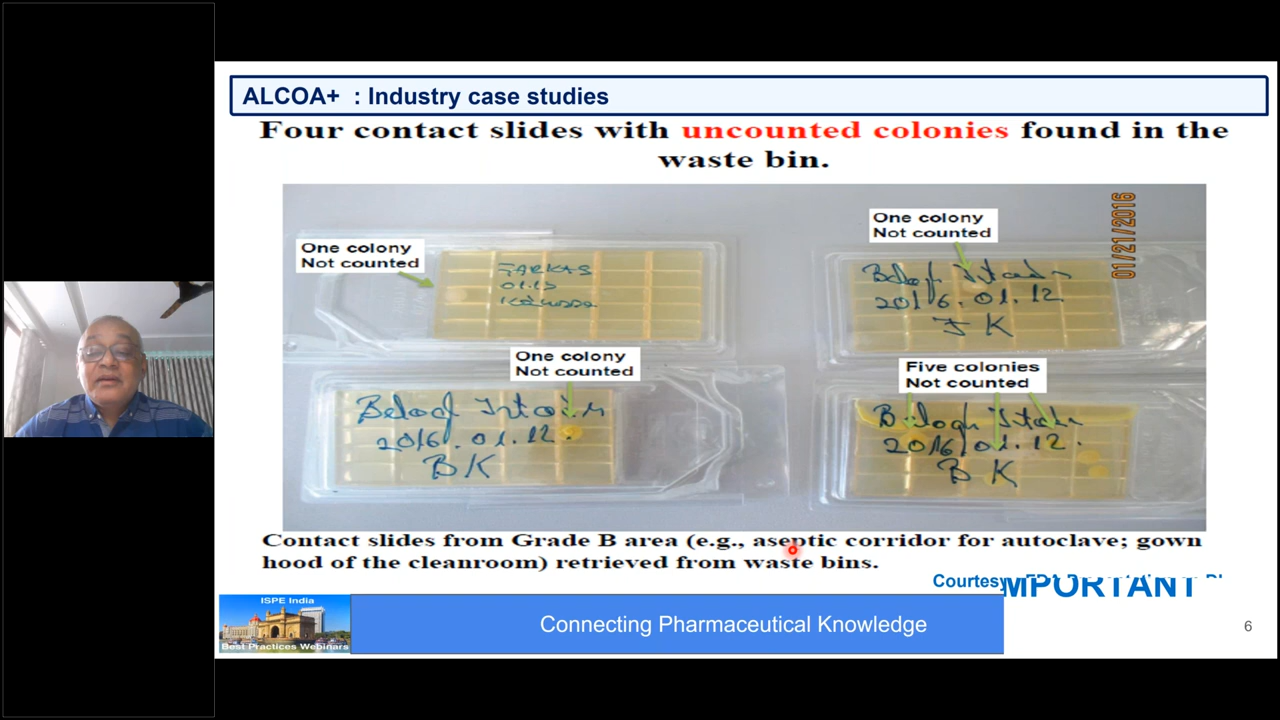 ALCOA+ : Industry case studies
Four contact slides with uncounted colonies found in the
waste bin.
One colony
Not counted
FARKAS
One colony
Not counted
01/21/2016
2016.01.12.
One colony
Not counted
2016.01.12.
BK
Five colonies
Not counted
2016.01.12.
BK
Contact slides from Grade B area (e.g., aseptic corridor for autoclave; gown
hood of the cleanroom) retrieved from waste bins.
MPORTANT
ISPE India
Best Practices Webinars
Connecting Pharmaceutical Knowledge
6